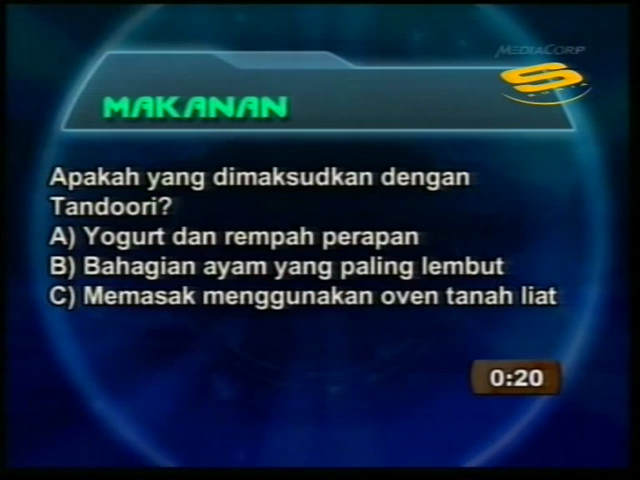 MEDIACORP
S
MAKANAN
Apakah yang dimaksudkan dengan
Tandoori?
A) Yogurt dan rempah perapan
B) Bahagian ayam yang paling lembut
C) Memasak menggunakan oven tanah liat
0:20